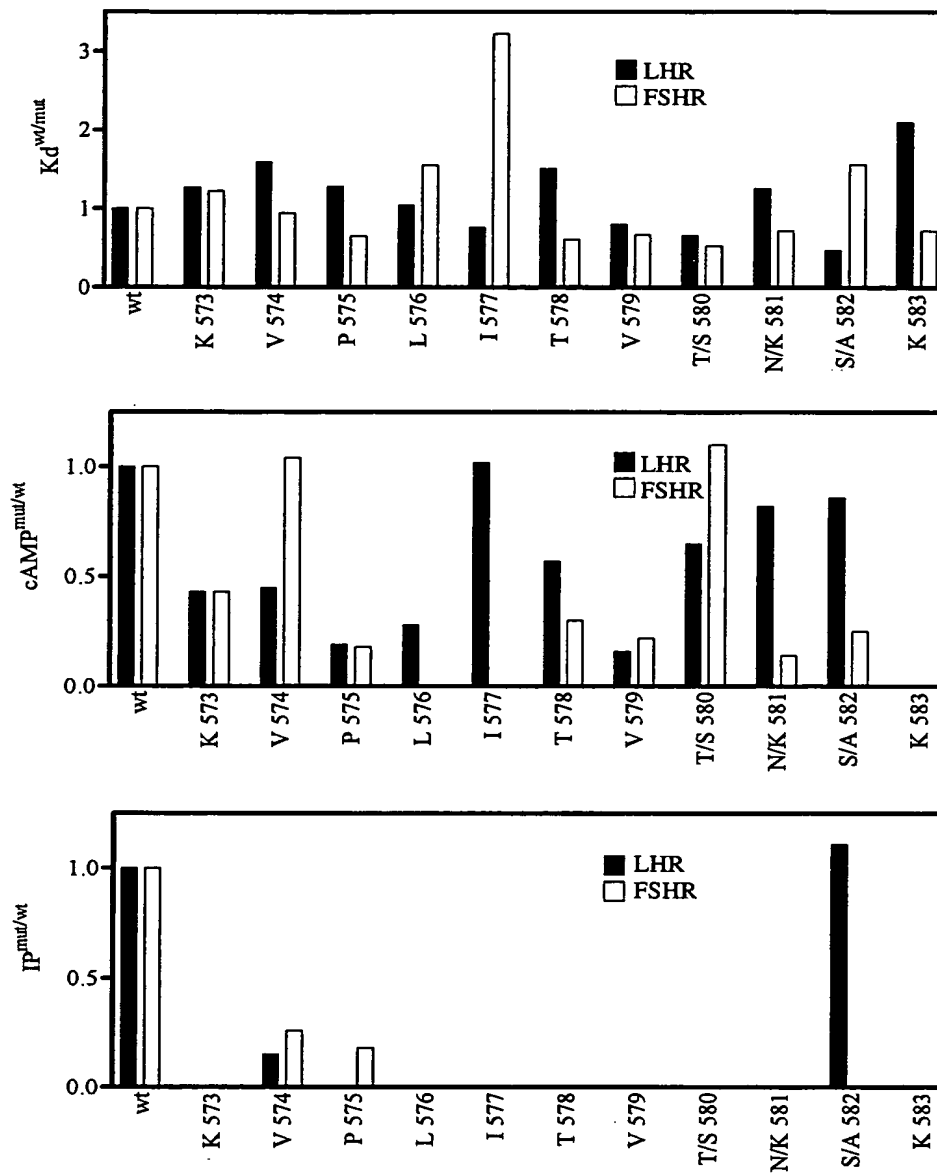 3
2
1
0
Kd^wt/mut
LHR
FSHR
wt
K 573
V 574
P 575
L 576
I 577
T 578
V 579
T/S 580
N/K 581
S/A 582
K 583
1.0
0.5
0.0
cAMP^mut/wt
LHR
FSHR
wt
K 573
V 574
P 575
L 576
I 577
T 578
V 579
T/S 580
N/K 581
S/A 582
K 583
1.0
0.5
0.0
IP^mut/wt
LHR
FSHR
wt
K 573
V 574
P 575
L 576
I 577
T 578
V 579
T/S 580
N/K 581
S/A 582
K 583